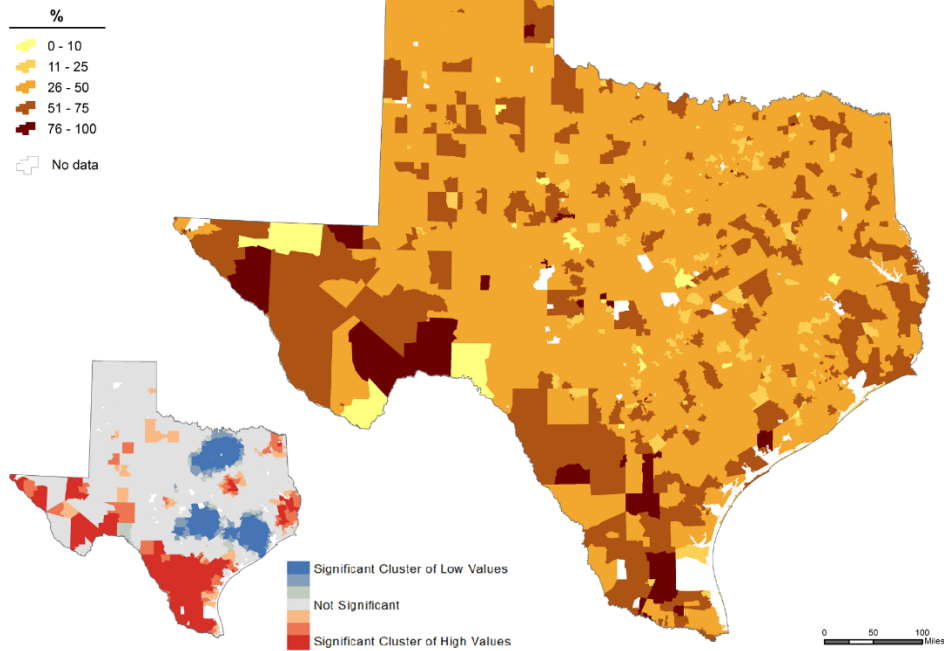 %
0 - 10
11 - 25
26 - 50
51 - 75
76 - 100
No data
Significant Cluster of Low Values
Not Significant
Significant Cluster of High Values
0 50 100
Miles